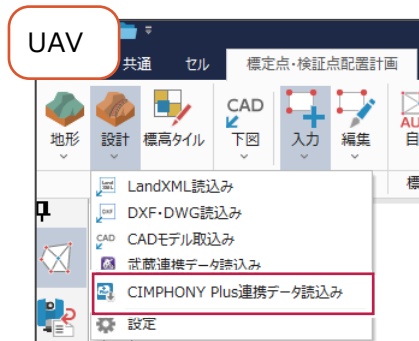 UAV
共通 セル 標定点・検証点配置計画
地形 設計 標高タイル CAD 下図 入力 編集
LandXML読込み
DXF・DWG読込み
CADモデル取込み
武蔵連携データ読込み
CIMPHONY Plus連携データ読込み
設定